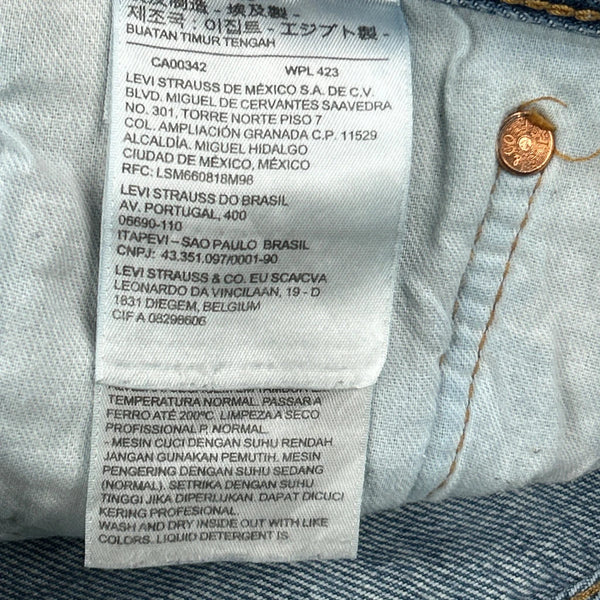 제조국 : 이집트 - エジプト製 -
BUATAN TIMUR TENGAH
CA00342 WPL 423
LEVI STRAUSS DE MÉXICO S.A. DE C.V.
BLVD. MIGUEL DE CERVANTES SAAVEDRA
NO. 301, TORRE NORTE PISO 7
COL. AMPLIACIÓN GRANADA C.P. 11529
ALCALDÍA. MIGUEL HIDALGO
CIUDAD DE MÉXICO, MÉXICO
RFC: LSM660818M98
LEVI STRAUSS DO BRASIL
AV. PORTUGAL, 400
06690-110
ITAPEVI – SAO PAULO BRASIL
CNPJ: 43.351.097/0001-90
LEVI STRAUSS & CO. EU SCA/CVA
LEONARDO DA VINCILAAN, 19 - D
1831 DIEGEM, BELGIUM
CIF A 08298606
TEMPERATURA NORMAL. PASSAR A
FERRO ATÉ 200ºC. LIMPEZA A SECO
PROFISSIONAL P. NORMAL.
- MESIN CUCI DENGAN SUHU RENDAH
JANGAN GUNAKAN PEMUTIH. MESIN
PENGERING DENGAN SUHU SEDANG
(NORMAL). SETRIKA DENGAN SUHU
TINGGI JIKA DIPERLUKAN. DAPAT DICUCI
KERING PROFESIONAL.
WASH AND DRY INSIDE OUT WITH LIKE
COLORS. LIQUID DETERGENT IS